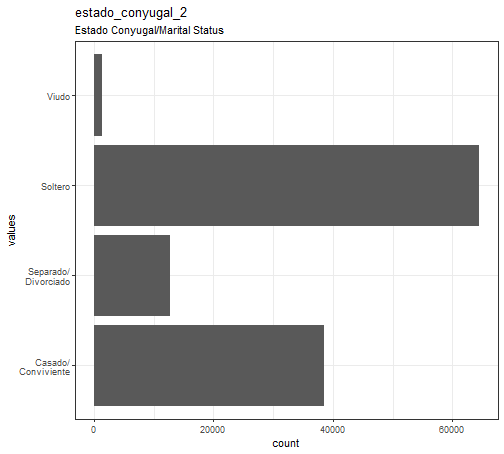 estado_conyugal_2
Estado Conyugal/Marital Status
values
Viudo
Soltero
Separado/
Divorciado
Casado/
Conviviente
0
20000
40000
60000
count